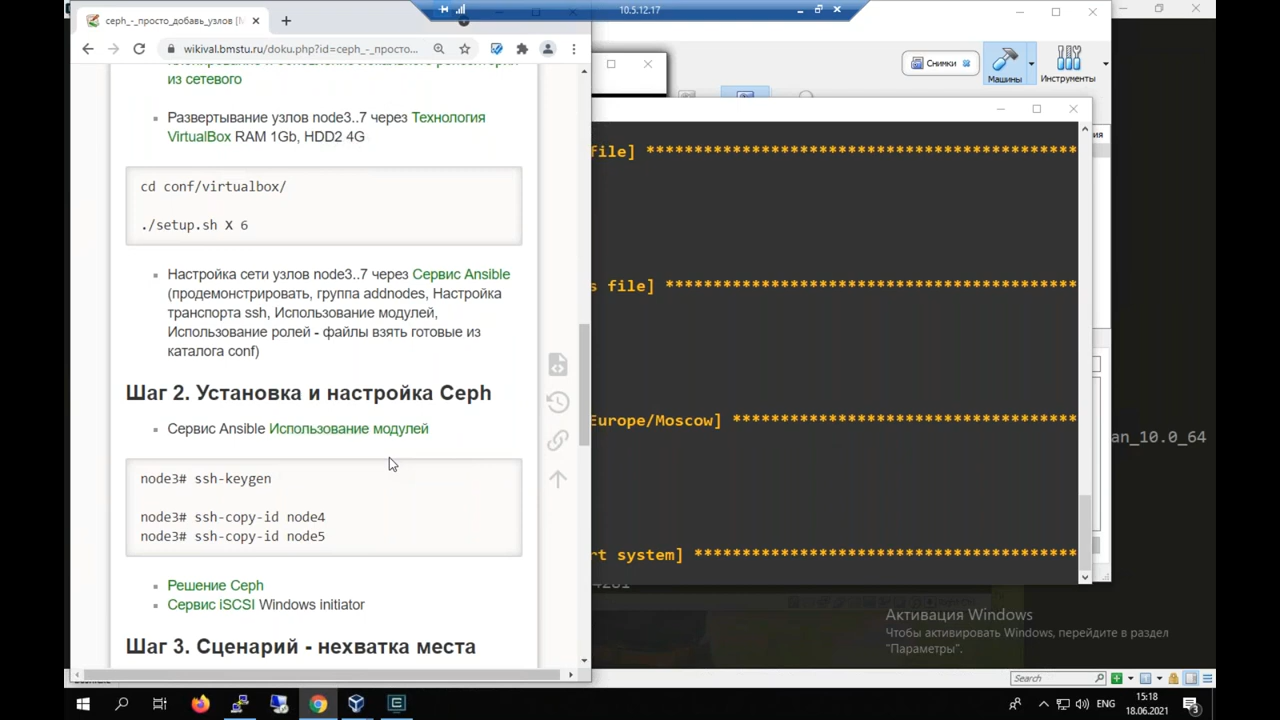 ceph_-_просто_добавь_узлов [М
10.5.12.17
wikival.bmstu.ru/doku.php?id=ceph_-_просто...
Снимки
Машины
Инструменты
из сетевого
Развертывание узлов node3..7 через Технология
VirtualBox RAM 1Gb, HDD2 4G
cd conf/virtualbox/
./setup.sh X 6
Настройка сети узлов node3..7 через Сервис Ansible
(продемонстрировать, группа addnodes, Настройка
транспорта ssh, Использование модулей,
Использование ролей - файлы взять готовые из
каталога conf)
Шаг 2. Установка и настройка Ceph
Сервис Ansible Использование модулей
node3# ssh-keygen
node3# ssh-copy-id node4
node3# ssh-copy-id node5
Решение Ceph
Сервис iSCSI Windows initiator
Шаг 3. Сценарий - нехватка места
file] *******************************************
s file] *****************************************
Europe/Moscow] **********************************
rt system] **************************************
ия
an_10.0_64
Активация Windows
Чтобы активировать Windows, перейдите в раздел
"Параметры".
Search
ENG
15:18
18.06.2021
3